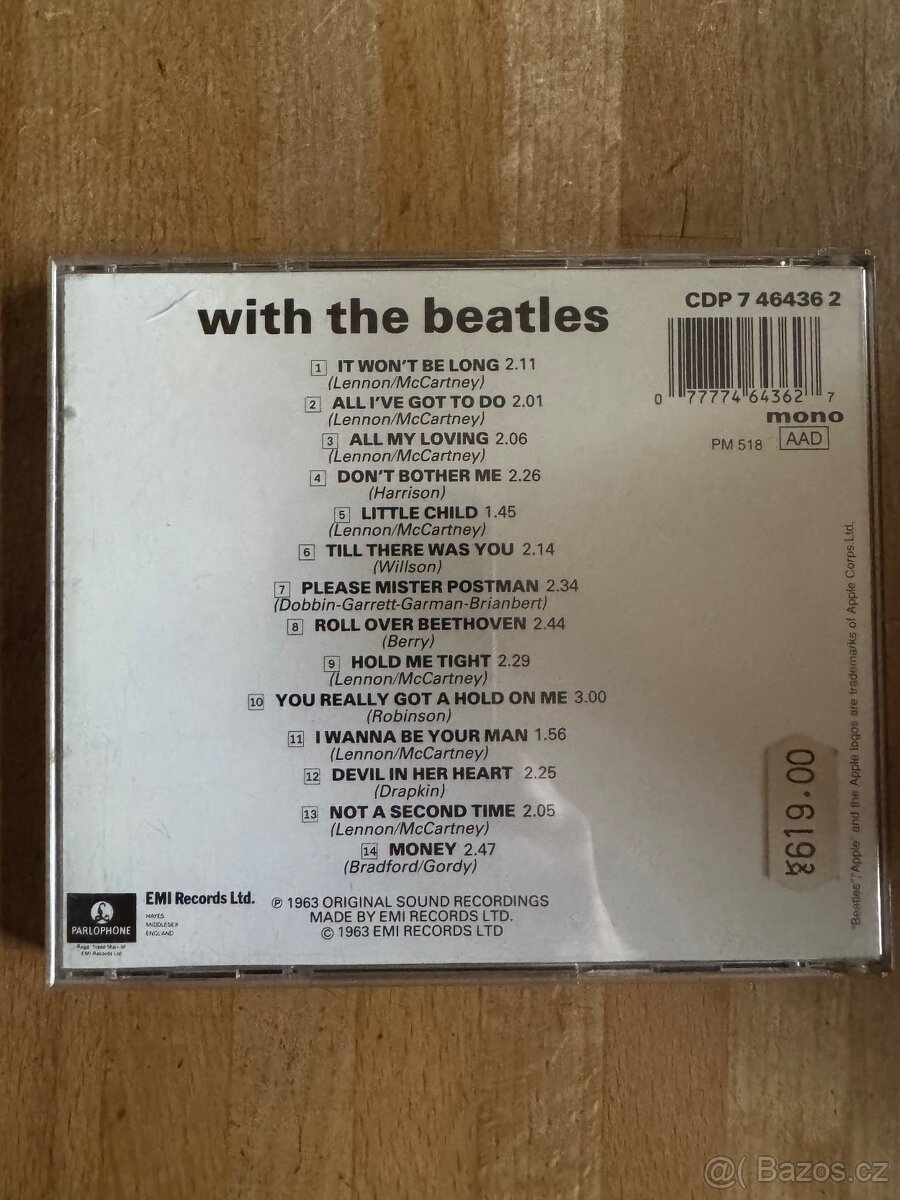 with the beatles
CDP 7 46436 2
0 77774 64362 7
mono
PM 518 AAD
1 IT WON'T BE LONG 2.11
(Lennon/McCartney)
2 ALL I'VE GOT TO DO 2.01
(Lennon/McCartney)
3 ALL MY LOVING 2.06
(Lennon/McCartney)
4 DON'T BOTHER ME 2.26
(Harrison)
5 LITTLE CHILD 1.45
(Lennon/McCartney)
6 TILL THERE WAS YOU 2.14
(Willson)
7 PLEASE MISTER POSTMAN 2.34
(Dobbin-Garrett-Garman-Brianbert)
8 ROLL OVER BEETHOVEN 2.44
(Berry)
9 HOLD ME TIGHT 2.29
(Lennon/McCartney)
10 YOU REALLY GOT A HOLD ON ME 3.00
(Robinson)
11 I WANNA BE YOUR MAN 1.56
(Lennon/McCartney)
12 DEVIL IN HER HEART 2.25
(Drapkin)
13 NOT A SECOND TIME 2.05
(Lennon/McCartney)
14 MONEY 2.47
(Bradford/Gordy)
"Beatles", "Apple" and the Apple logos are trademarks of Apple Corps Ltd.
619.00
PARLOPHONE
Regd. Trade Mark of
EMI Records Ltd
EMI Records Ltd.
HAYES
MIDDLESEX
ENGLAND
℗ 1963 ORIGINAL SOUND RECORDINGS
MADE BY EMI RECORDS LTD.
© 1963 EMI RECORDS LTD
@( Bazos.cz